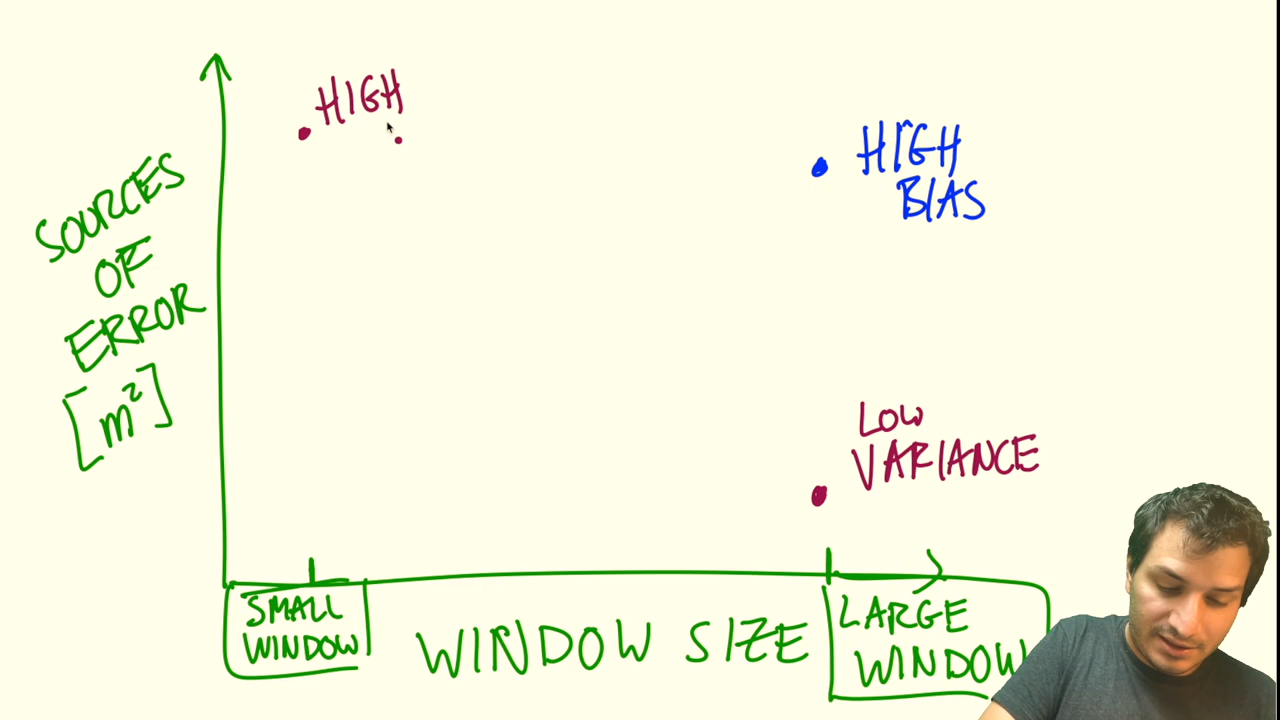 HIGH
HIGH
BIAS
SOURCES
OF
ERROR
[m²]
LOW
VARIANCE
SMALL
WINDOW
WINDOW SIZE
LARGE
WINDOW